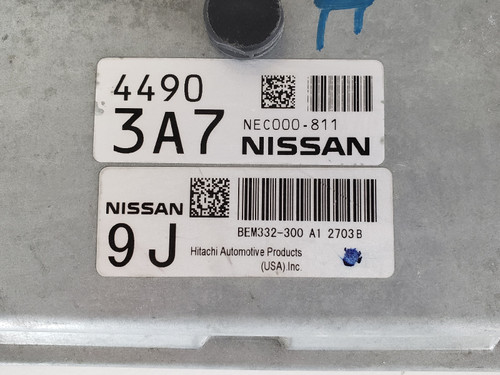 4490
3A7
NEC000-811
NISSAN
NISSAN
9J
BEM332-300 A1 2703B
Hitachi Automotive Products
(USA).Inc.